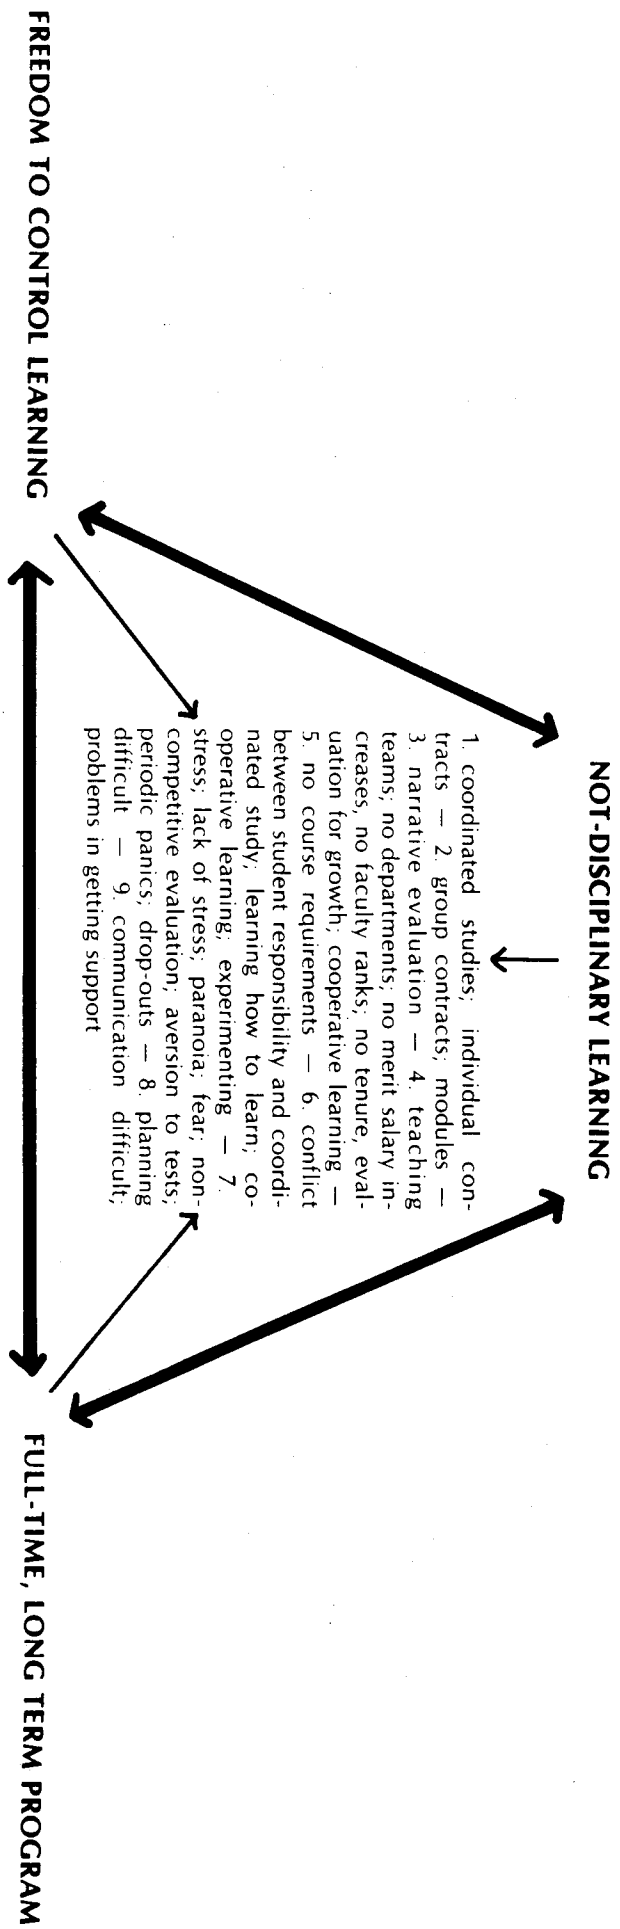 NOT-DISCIPLINARY LEARNING
1. coordinated studies; individual con-
tracts — 2. group contracts; modules —
3. narrative evaluation — 4. teaching
teams; no departments; no merit salary in-
creases, no faculty ranks; no tenure, eval-
uation for growth; cooperative learning —
5. no course requirements — 6. conflict
between student responsibility and coordi-
nated study; learning how to learn; co-
operative learning; experimenting — 7.
stress; lack of stress; paranoia; fear; non-
competitive evaluation; aversion to tests;
periodic panics; drop-outs — 8. planning
difficult — 9. communication difficult;
problems in getting support
FREEDOM TO CONTROL LEARNING
FULL-TIME, LONG TERM PROGRAM